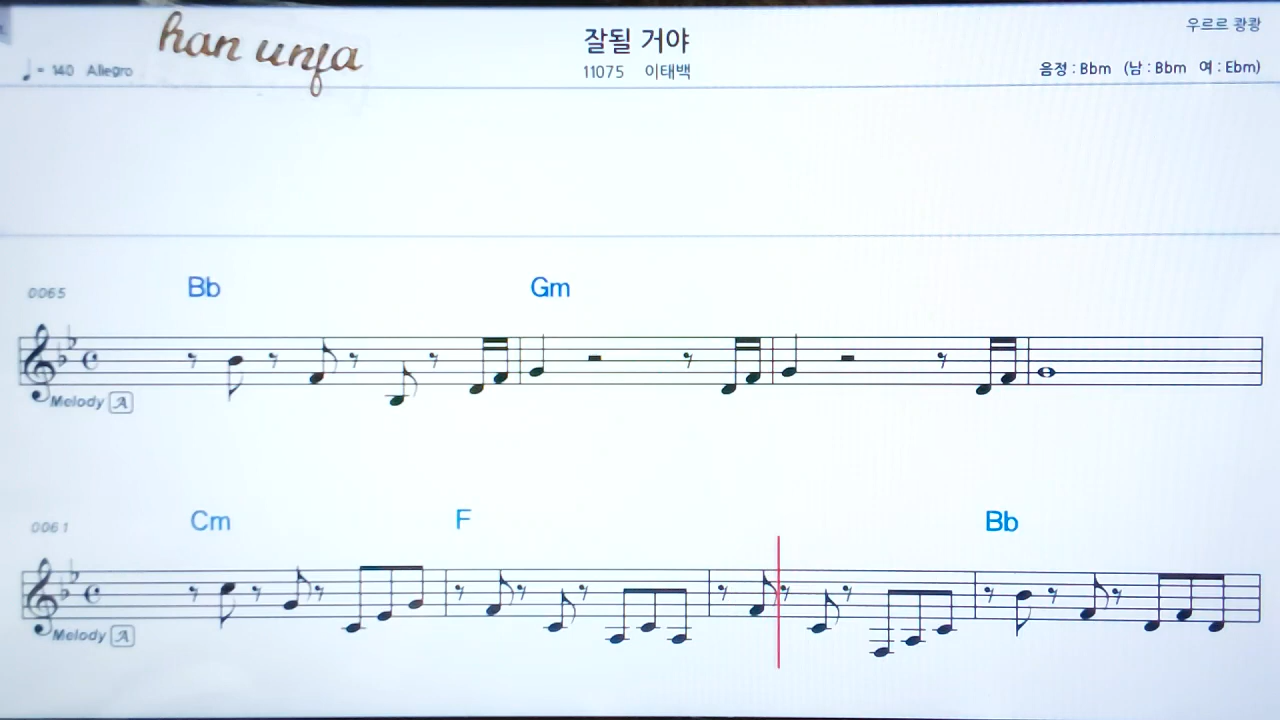 han unfa
잘될 거야
우르르 쾅쾅
♩ = 140 Allegro
11075 이태백
음정 : Bbm (남 : Bbm 여 : Ebm)
0065 Bb Gm
Melody A
0061 Cm F Bb
Melody A